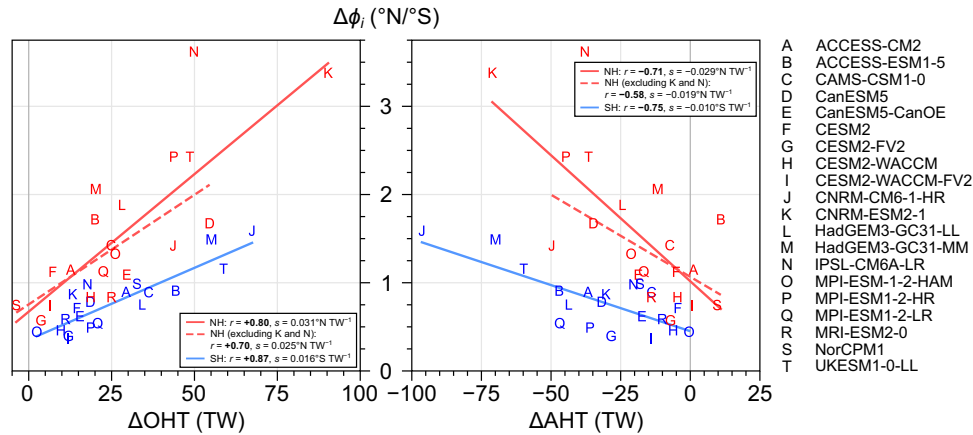 Δϕᵢ (°N/°S)
NH: r = +0.80, s = 0.031°N TW⁻¹
NH (excluding K and N):
r = +0.70, s = 0.025°N TW⁻¹
SH: r = +0.87, s = 0.016°S TW⁻¹
0 25 50 75 100
ΔOHT (TW)
3
2
1
0
NH: r = −0.71, s = −0.029°N TW⁻¹
NH (excluding K and N):
r = −0.58, s = −0.019°N TW⁻¹
SH: r = −0.75, s = −0.010°S TW⁻¹
−100 −75 −50 −25 0 25
ΔAHT (TW)
A ACCESS-CM2
B ACCESS-ESM1-5
C CAMS-CSM1-0
D CanESM5
E CanESM5-CanOE
F CESM2
G CESM2-FV2
H CESM2-WACCM
I CESM2-WACCM-FV2
J CNRM-CM6-1-HR
K CNRM-ESM2-1
L HadGEM3-GC31-LL
M HadGEM3-GC31-MM
N IPSL-CM6A-LR
O MPI-ESM-1-2-HAM
P MPI-ESM1-2-HR
Q MPI-ESM1-2-LR
R MRI-ESM2-0
S NorCPM1
T UKESM1-0-LL